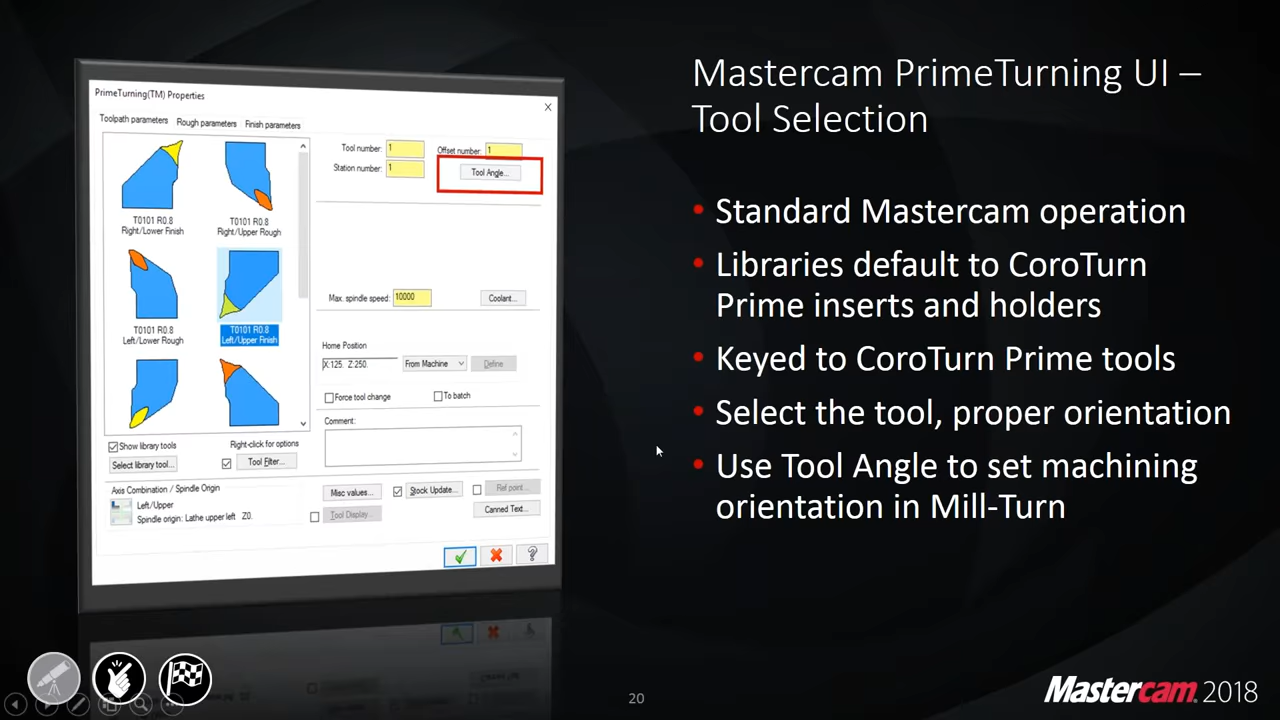 Mastercam PrimeTurning UI –
Tool Selection
• Standard Mastercam operation
• Libraries default to CoroTurn
Prime inserts and holders
• Keyed to CoroTurn Prime tools
• Select the tool, proper orientation
• Use Tool Angle to set machining
orientation in Mill-Turn
PrimeTurning(TM) Properties
Toolpath parameters Rough parameters Finish parameters
T0101 R0.8
Right/Lower Finish
T0101 R0.8
Right/Upper Rough
T0101 R0.8
Left/Lower Rough
T0101 R0.8
Left/Upper Finish
Show library tools
Right-click for options
Select library tool...
Tool Filter...
Axis Combination / Spindle Origin
Left/Upper
Spindle origin: Lathe upper left Z0.
Tool number: 1
Offset number: 1
Station number: 1
Tool Angle...
Max. spindle speed: 10000
Coolant...
Home Position
X:125. Z:250.
From Machine
Define
Force tool change
To batch
Comment:
Misc values...
Stock Update...
Ref point...
Tool Display...
Canned Text...
20
Mastercam. 2018